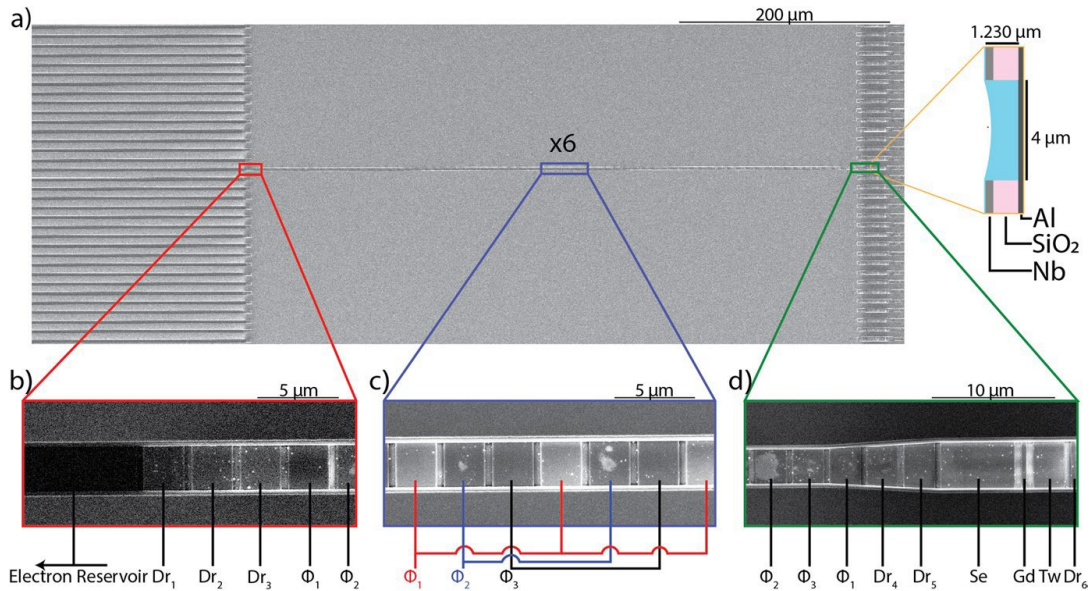 a)
200 μm
x6
1.230 μm
4 μm
Al
SiO₂
Nb
b)
5 μm
Electron Reservoir Dr₁ Dr₂ Dr₃ Φ₁ Φ₂
c)
5 μm
Φ₁ Φ₂ Φ₃
d)
10 μm
Φ₂ Φ₃ Φ₁ Dr₄ Dr₅ Se Gd Tw Dr₆